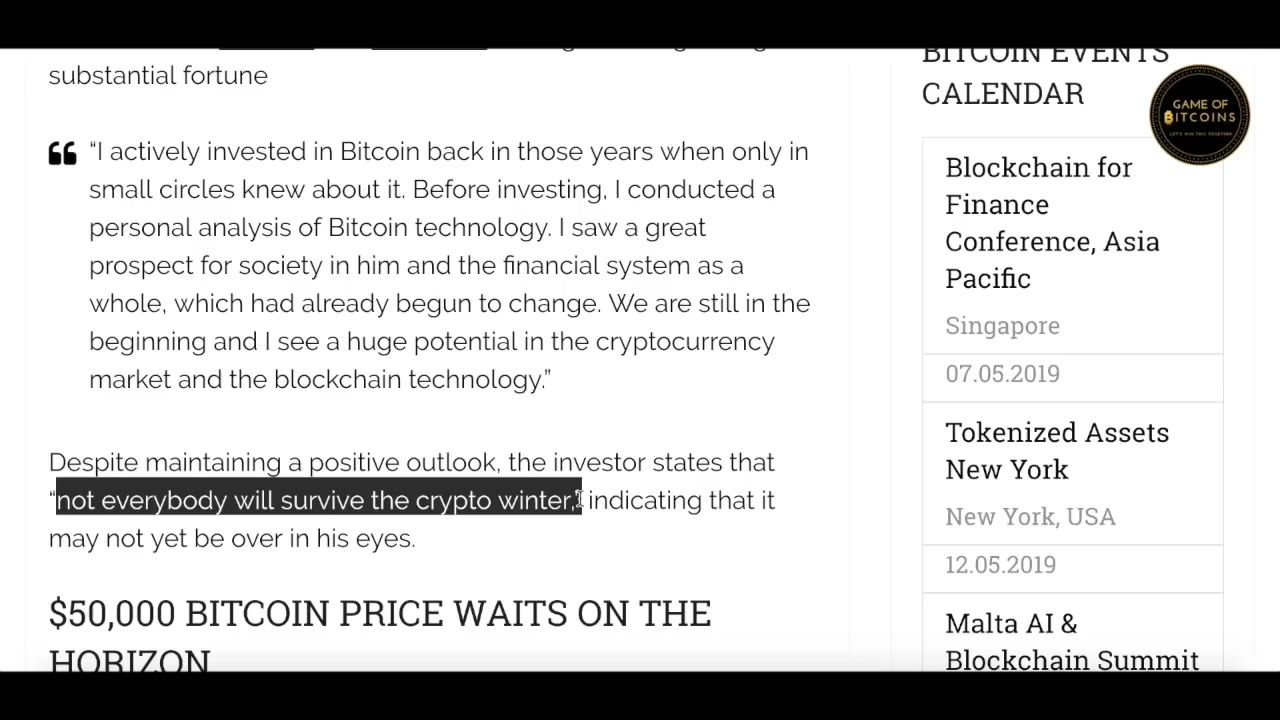 substantial fortune
“I actively invested in Bitcoin back in those years when only in
small circles knew about it. Before investing, I conducted a
personal analysis of Bitcoin technology. I saw a great
prospect for society in him and the financial system as a
whole, which had already begun to change. We are still in the
beginning and I see a huge potential in the cryptocurrency
market and the blockchain technology.”
Despite maintaining a positive outlook, the investor states that
“not everybody will survive the crypto winter,” indicating that it
may not yet be over in his eyes.
$50,000 BITCOIN PRICE WAITS ON THE
HORIZON
BITCOIN EVENTS
CALENDAR
GAME OF
BITCOINS
LET'S WIN THIS TOGETHER
Blockchain for
Finance
Conference, Asia
Pacific
Singapore
07.05.2019
Tokenized Assets
New York
New York, USA
12.05.2019
Malta AI &
Blockchain Summit